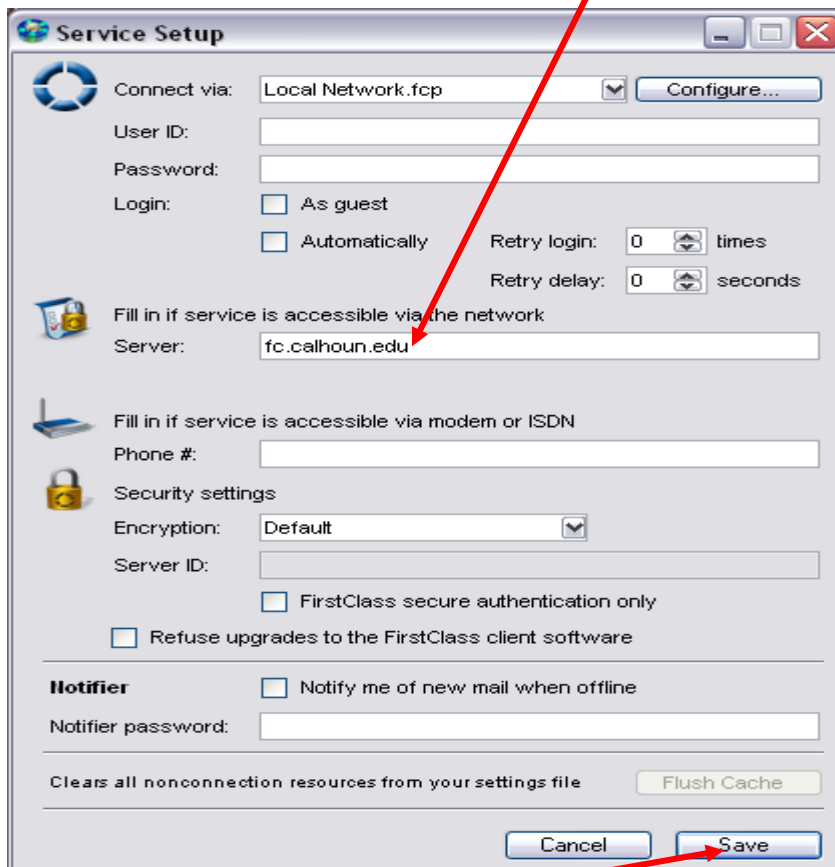 Service Setup
Connect via: Local Network.fcp Configure...
User ID:
Password:
Login: As guest
Automatically Retry login: 0 times
Retry delay: 0 seconds
Fill in if service is accessible via the network
Server: fc.calhoun.edu
Fill in if service is accessible via modem or ISDN
Phone #:
Security settings
Encryption: Default
Server ID:
FirstClass secure authentication only
Refuse upgrades to the FirstClass client software
Notifier Notify me of new mail when offline
Notifier password:
Clears all nonconnection resources from your settings file Flush Cache
Cancel Save